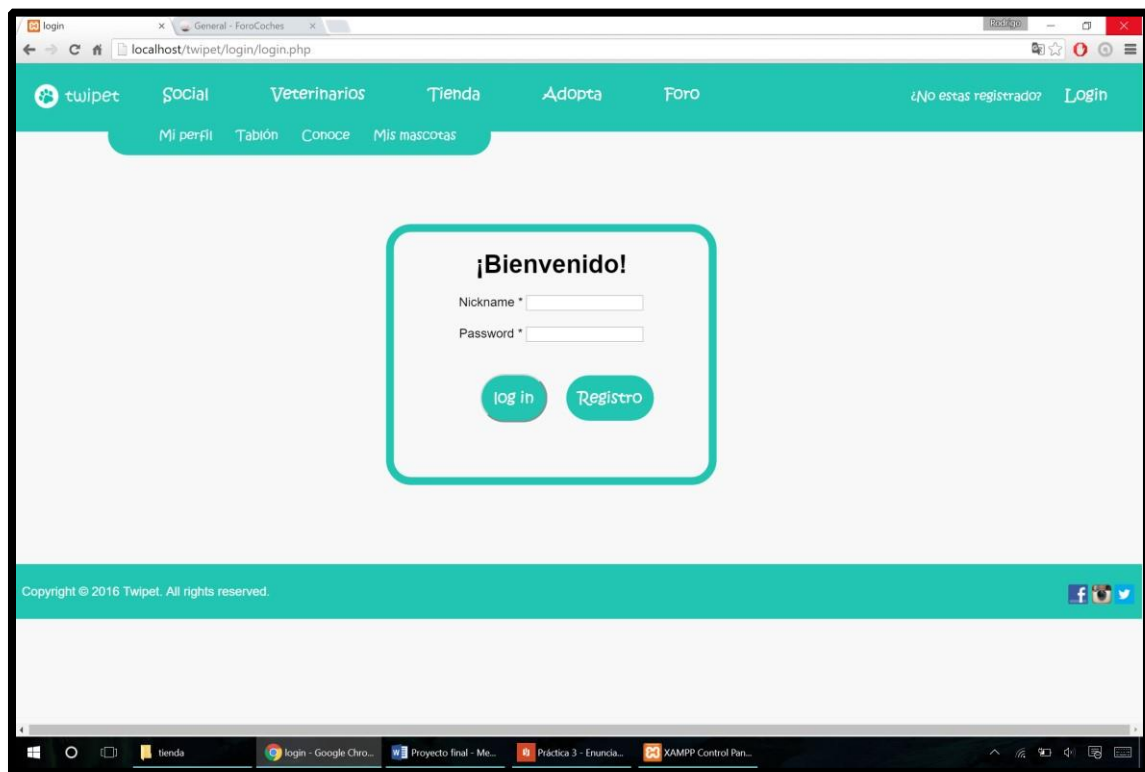 login
General - ForoCoches
Rodrigo
localhost/twipet/login/login.php
twipet Social Veterinarios Tienda Adopta Foro ¿No estas registrado? Login
Mi perfil Tablón Conoce Mis mascotas
¡Bienvenido!
Nickname *
Password *
log in Registro
Copyright © 2016 Twipet. All rights reserved.
tienda
login - Google Chro...
Proyecto final - Me...
Práctica 3 - Enuncia...
XAMPP Control Pan...